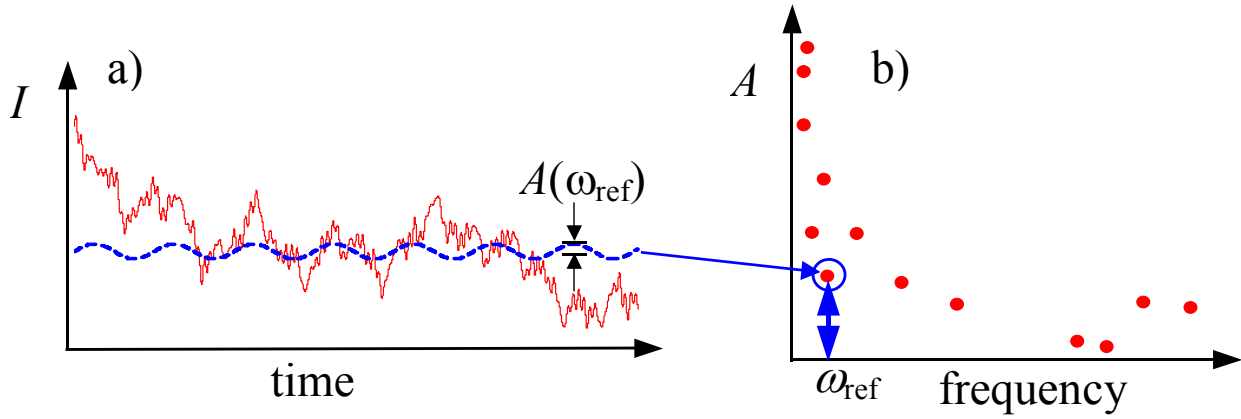 a)
I
A(ωref)
time
b)
A
ωref
frequency